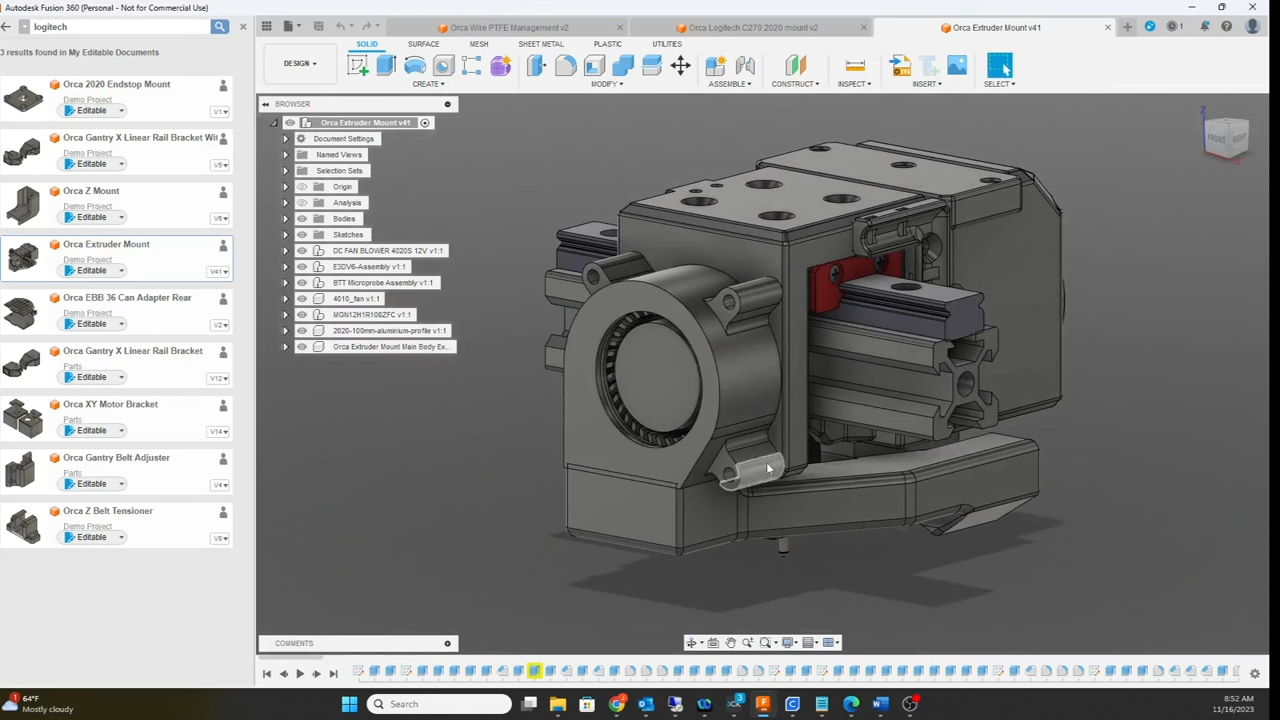 Autodesk Fusion 360 (Personal - Not for Commercial Use)
logitech
Orca Wire PTFE Management v2
Orca Logitech C270 2020 mount v2
Orca Extruder Mount v41
1
3 results found in My Editable Documents
SOLID
SURFACE
MESH
SHEET METAL
PLASTIC
UTILITIES
DESIGN
CREATE
MODIFY
ASSEMBLE
CONSTRUCT
INSPECT
INSERT
SELECT
Orca 2020 Endstop Mount
Demo Project
Editable
V1
Orca Gantry X Linear Rail Bracket Wi
Demo Project
Editable
V5
Orca Z Mount
Demo Project
Editable
V6
Orca Extruder Mount
Demo Project
Editable
V41
Orca EBB 36 Can Adapter Rear
Demo Project
Editable
V2
Orca Gantry X Linear Rail Bracket
Parts
Editable
V12
Orca XY Motor Bracket
Parts
Editable
V14
Orca Gantry Belt Adjuster
Parts
Editable
V4
Orca Z Belt Tensioner
Demo Project
Editable
V8
BROWSER
Orca Extruder Mount v41
Document Settings
Named Views
Selection Sets
Origin
Analysis
Bodies
Sketches
DC FAN BLOWER 4020S 12V v1:1
E3DV6-Assembly v1:1
BTT Microprobe Assembly v1:1
4010_fan v1:1
MGN12H1R100ZFC v1:1
2020-100mm-aluminium-profile v1:1
Orca Extruder Mount Main Body Ex...
Z
FRONT
RIGHT
X
COMMENTS
64°F
Mostly cloudy
Search
3
8:52 AM
11/16/2023